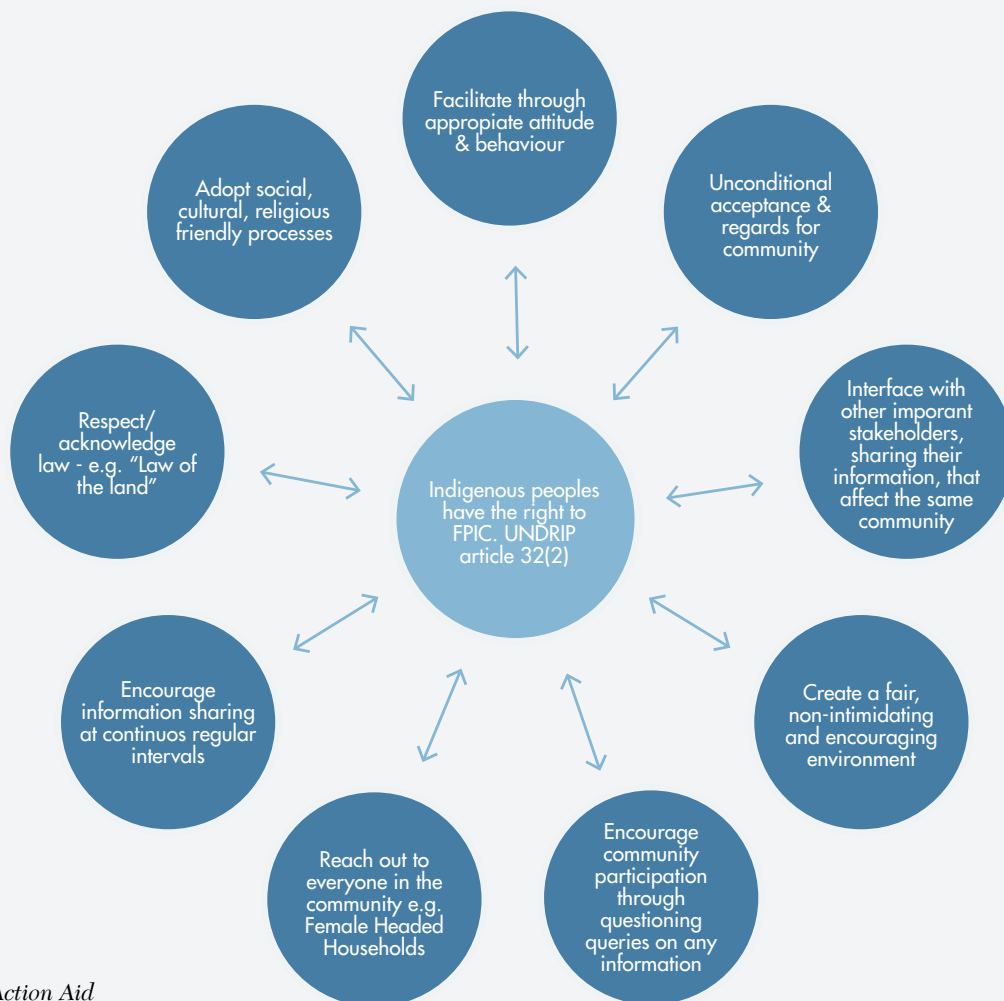 Facilitate through
appropiate attitude
& behaviour
Unconditional
acceptance &
regards for
community
Interface with
other imporant
stakeholders,
sharing their
information, that
affect the same
community
Create a fair,
non-intimidating
and encouraging
environment
Encourage
community
participation
through
questioning
queries on any
information
Reach out to
everyone in the
community e.g.
Female Headed
Households
Encourage
information sharing
at continuos regular
intervals
Respect/
acknowledge
law - e.g. “Law of
the land”
Adopt social,
cultural, religious
friendly processes
Indigenous peoples
have the right to
FPIC. UNDRIP
article 32(2)
Action Aid